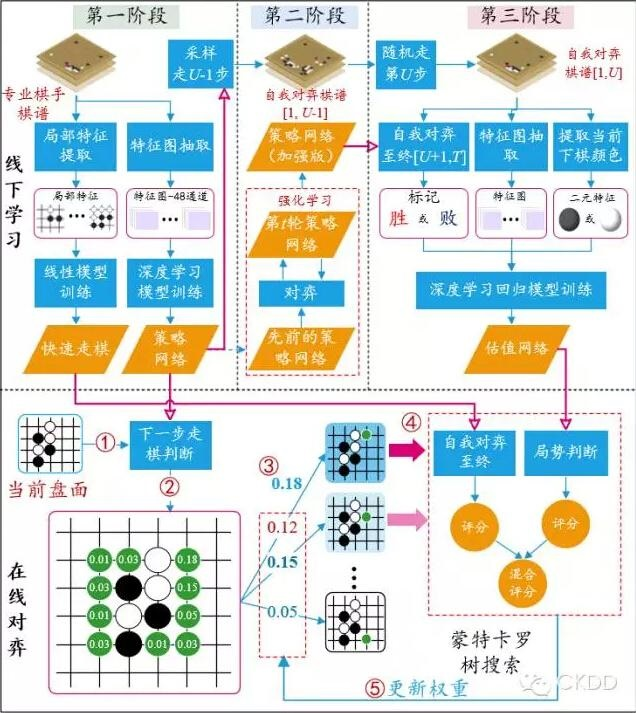 第一阶段
第二阶段
第三阶段
专业棋手
棋谱
采样
走U-1步
自我对弈棋谱
[1, U-1]
随机走
第U步
自我对弈
棋谱[1,U]
线下学习
局部特征
提取
特征图抽取
局部特征
...
特征图-48通道
...
线性模型
训练
深度学习
模型训练
快速走棋
策略
网络
策略网络
(加强版)
强化学习
第t轮策略
网络
对弈
先前的策
略网络
自我对弈
至终[U+1,T]
特征图抽
取
提取当前
下棋颜色
标记
胜 或 败
特征图
...
二元特征
或
深度学习回归模型训练
估值网络
在线对弈
当前盘面
①
下一步走
棋判断
②
0.01 0.03 0.18
0.03 0.15
0.01 0.05
0.03 0.01 0.03
③
0.18
0.12
0.15
0.05
④
自我对弈
至终
局势判断
评分
评分
混合
评分
蒙特卡罗
树搜索
⑤更新权重
CKDD